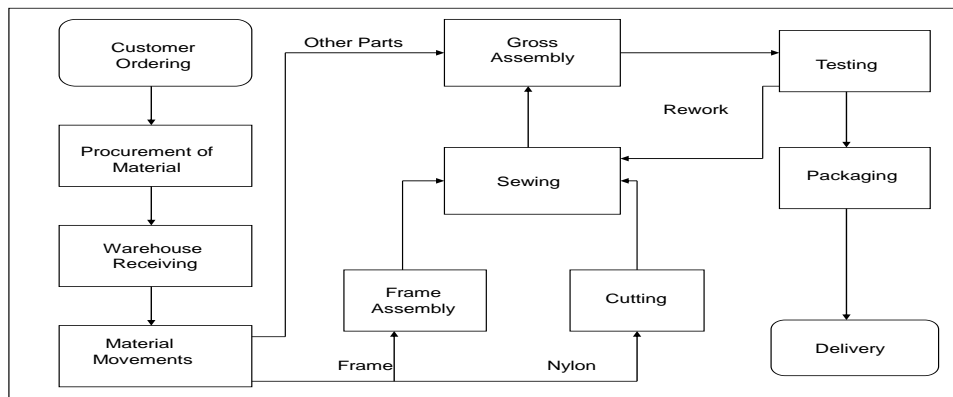 Customer
Ordering
Procurement of
Material
Warehouse
Receiving
Material
Movements
Other Parts
Frame
Nylon
Frame
Assembly
Cutting
Sewing
Gross
Assembly
Rework
Testing
Packaging
Delivery